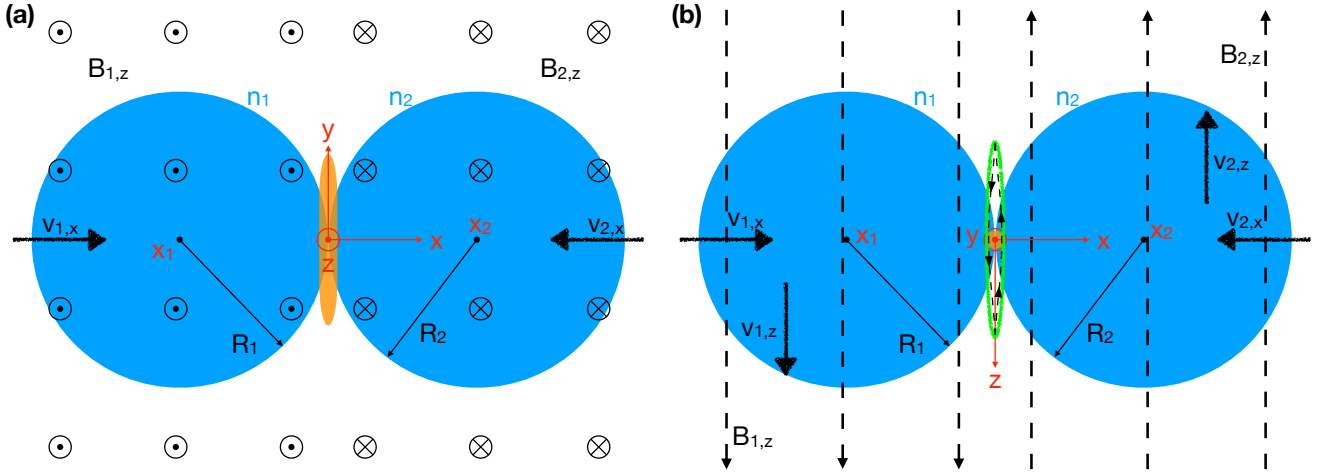 (a)
B1,z
B2,z
n1
n2
y
v1,x
x1
x2
v2,x
x
z
R1
R2
(b)
B2,z
n1
n2
v2,z
v1,x
x1
y
x
x2
v2,x
v1,z
R1
R2
z
B1,z